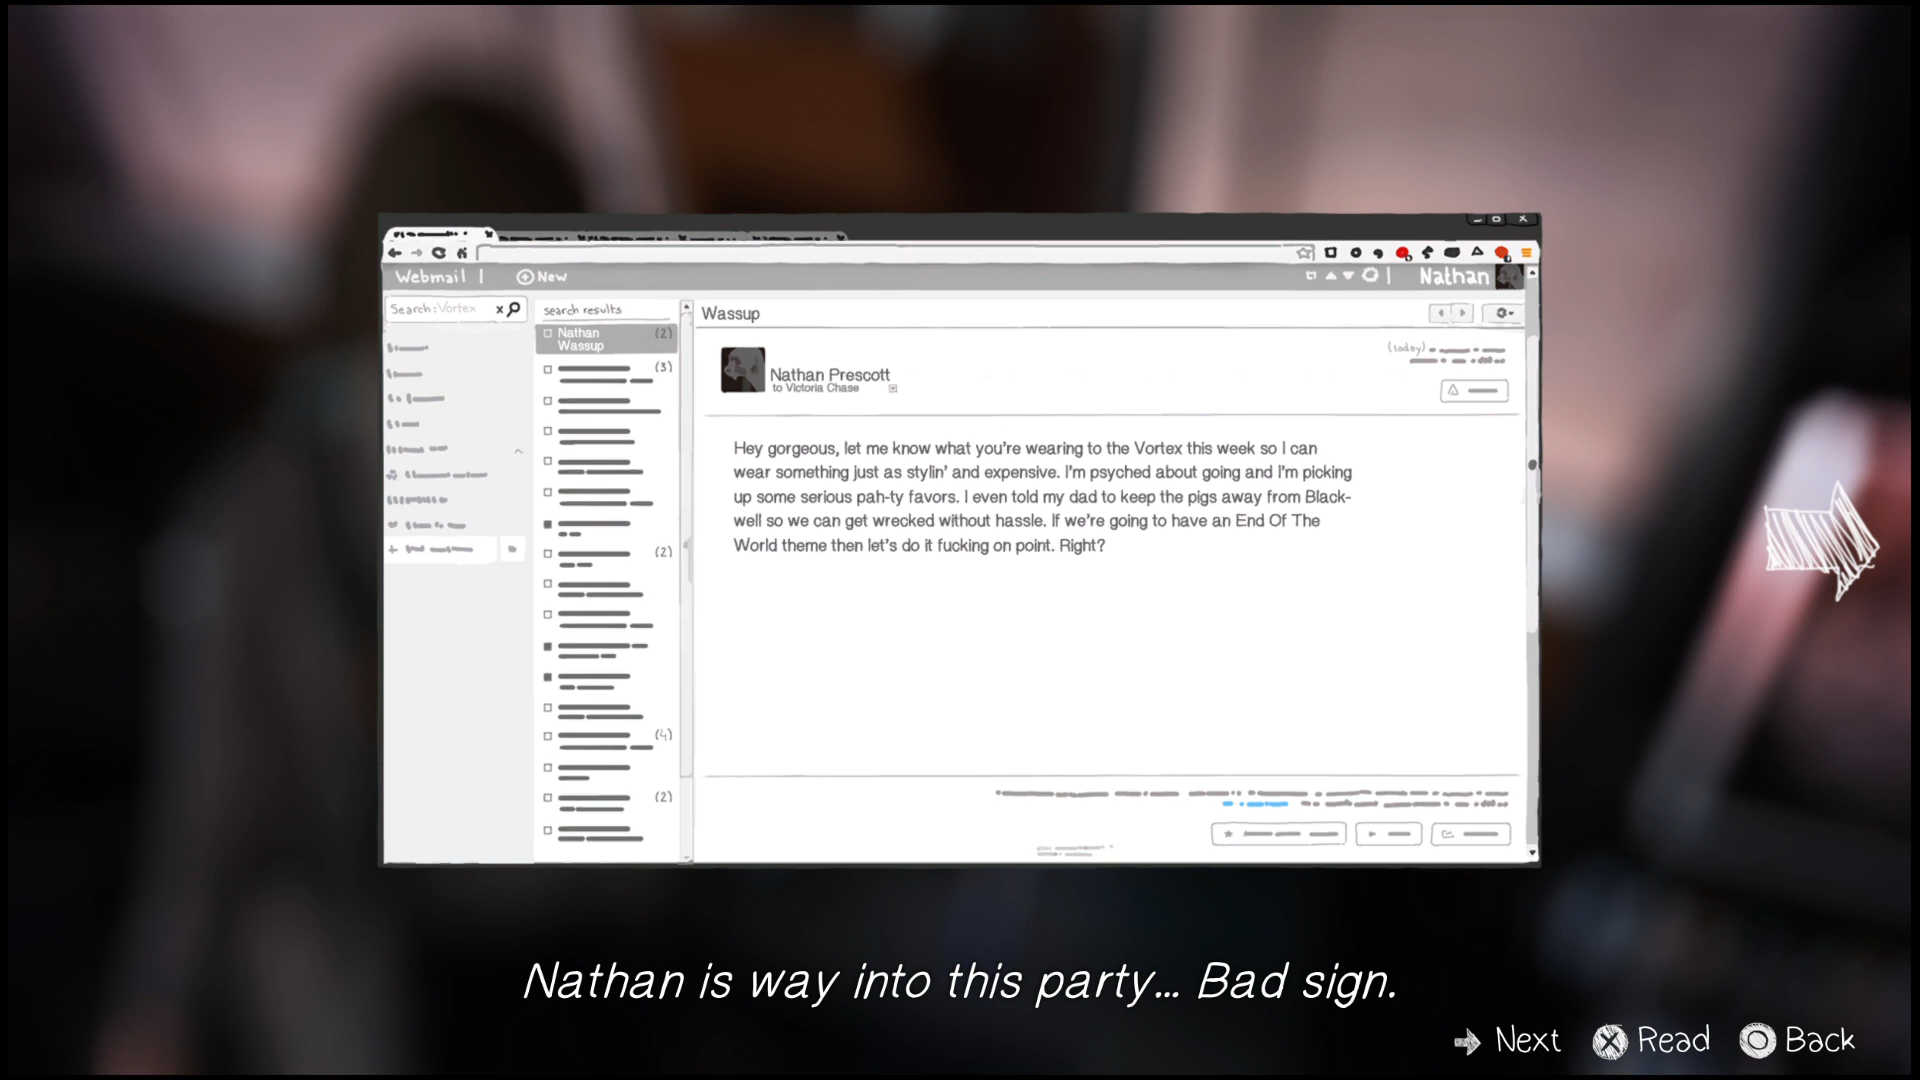 Webmail |
New
Nathan
Search: Vortex x
search results
Nathan (2)
Wassup
(3)
(2)
(4)
(2)
Wassup
(today)
Nathan Prescott
to Victoria Chase
Hey gorgeous, let me know what you're wearing to the Vortex this week so I can
wear something just as stylin' and expensive. I'm psyched about going and I'm picking
up some serious pah-ty favors. I even told my dad to keep the pigs away from Black-
well so we can get wrecked without hassle. If we're going to have an End Of The
World theme then let's do it fucking on point. Right?
Nathan is way into this party... Bad sign.
Next Read Back